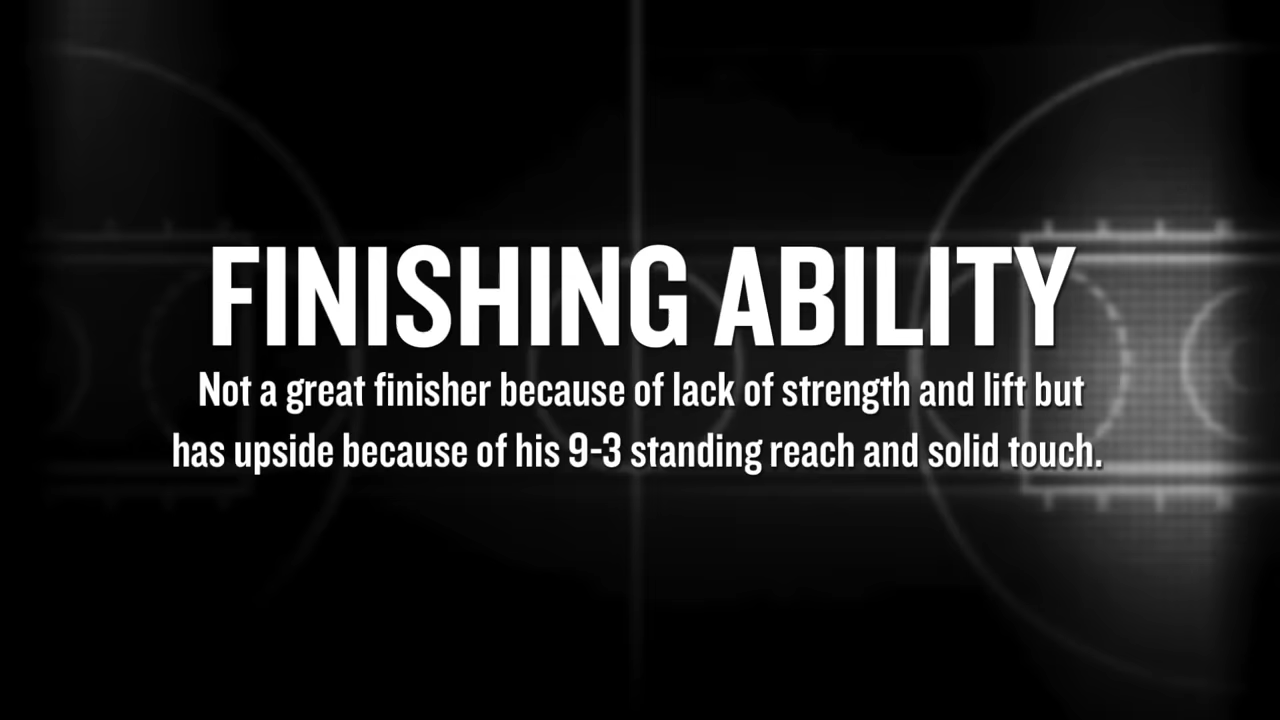 FINISHING ABILITY
Not a great finisher because of lack of strength and lift but
has upside because of his 9-3 standing reach and solid touch.